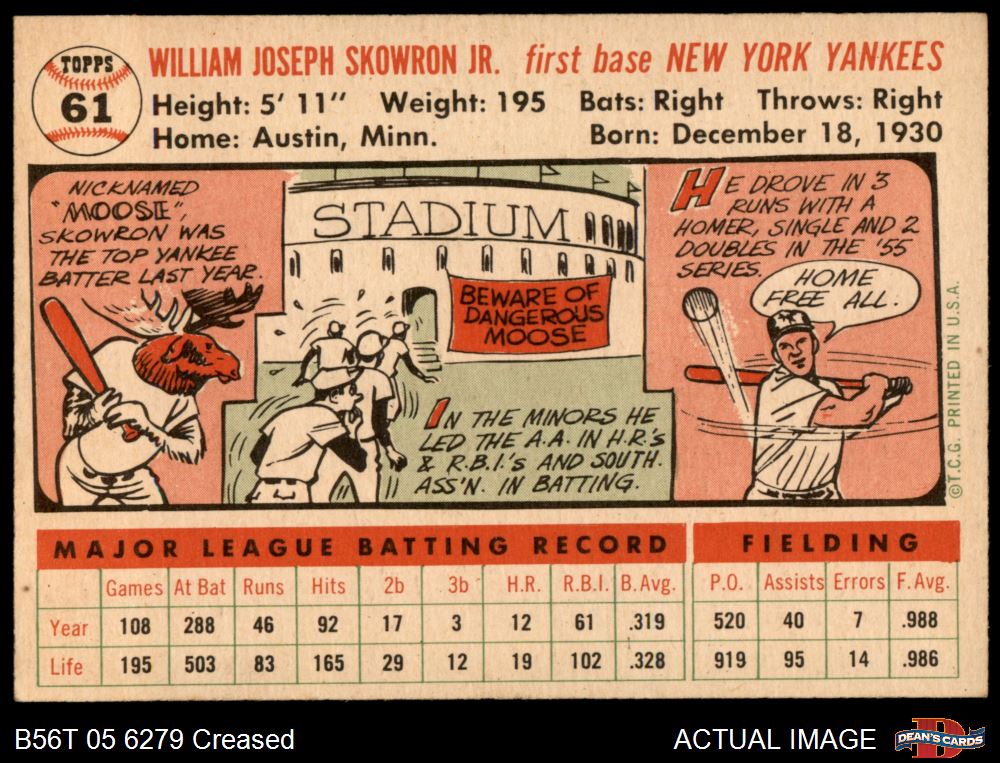 TOPPS
61
WILLIAM JOSEPH SKOWRON JR. first base NEW YORK YANKEES
Height: 5' 11" Weight: 195 Bats: Right Throws: Right
Home: Austin, Minn. Born: December 18, 1930
NICKNAMED
"MOOSE",
SKOWRON WAS
THE TOP YANKEE
BATTER LAST YEAR.
STADIUM
BEWARE OF
DANGEROUS
MOOSE
IN THE MINORS HE
LED THE A.A. IN H.R.'s
& R.B.I.'s AND SOUTH.
ASS'N. IN BATTING.
HE DROVE IN 3
RUNS WITH A
HOMER, SINGLE AND 2
DOUBLES IN THE '55
SERIES.
HOME
FREE ALL.
©T.C.G. PRINTED IN U.S.A.
MAJOR LEAGUE BATTING RECORD FIELDING
Games At Bat Runs Hits 2b 3b H.R. R.B.I. B. Avg. P.O. Assists Errors F. Avg.
Year 108 288 46 92 17 3 12 61 .319 520 40 7 .988
Life 195 503 83 165 29 12 19 102 .328 919 95 14 .986
B56T 05 6279 Creased ACTUAL IMAGE
DEAN'S CARDS